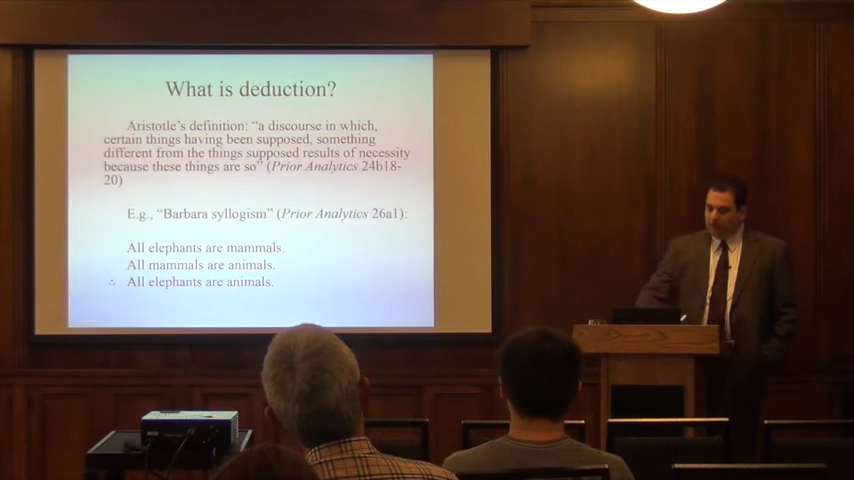 What is deduction?
Aristotle's definition: "a discourse in which,
certain things having been supposed, something
different from the things supposed results of necessity
because these things are so" (Prior Analytics 24b18-
20)
E.g., "Barbara syllogism" (Prior Analytics 26a1):
All elephants are mammals.
All mammals are animals.
∴ All elephants are animals.